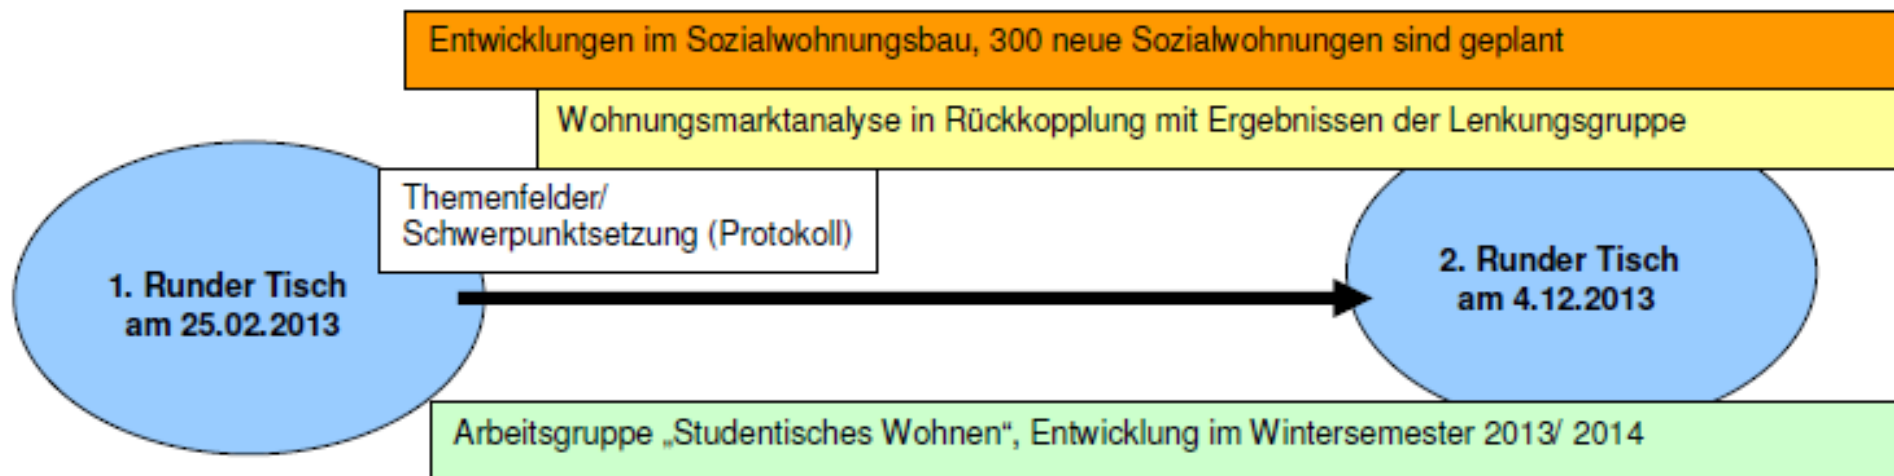 Entwicklungen im Sozialwohnungsbau, 300 neue Sozialwohnungen sind geplant
Wohnungsmarktanalyse in Rückkopplung mit Ergebnissen der Lenkungsgruppe
Themenfelder/
Schwerpunktsetzung (Protokoll)
1. Runder Tisch
am 25.02.2013
2. Runder Tisch
am 4.12.2013
Arbeitsgruppe „Studentisches Wohnen“, Entwicklung im Wintersemester 2013/ 2014